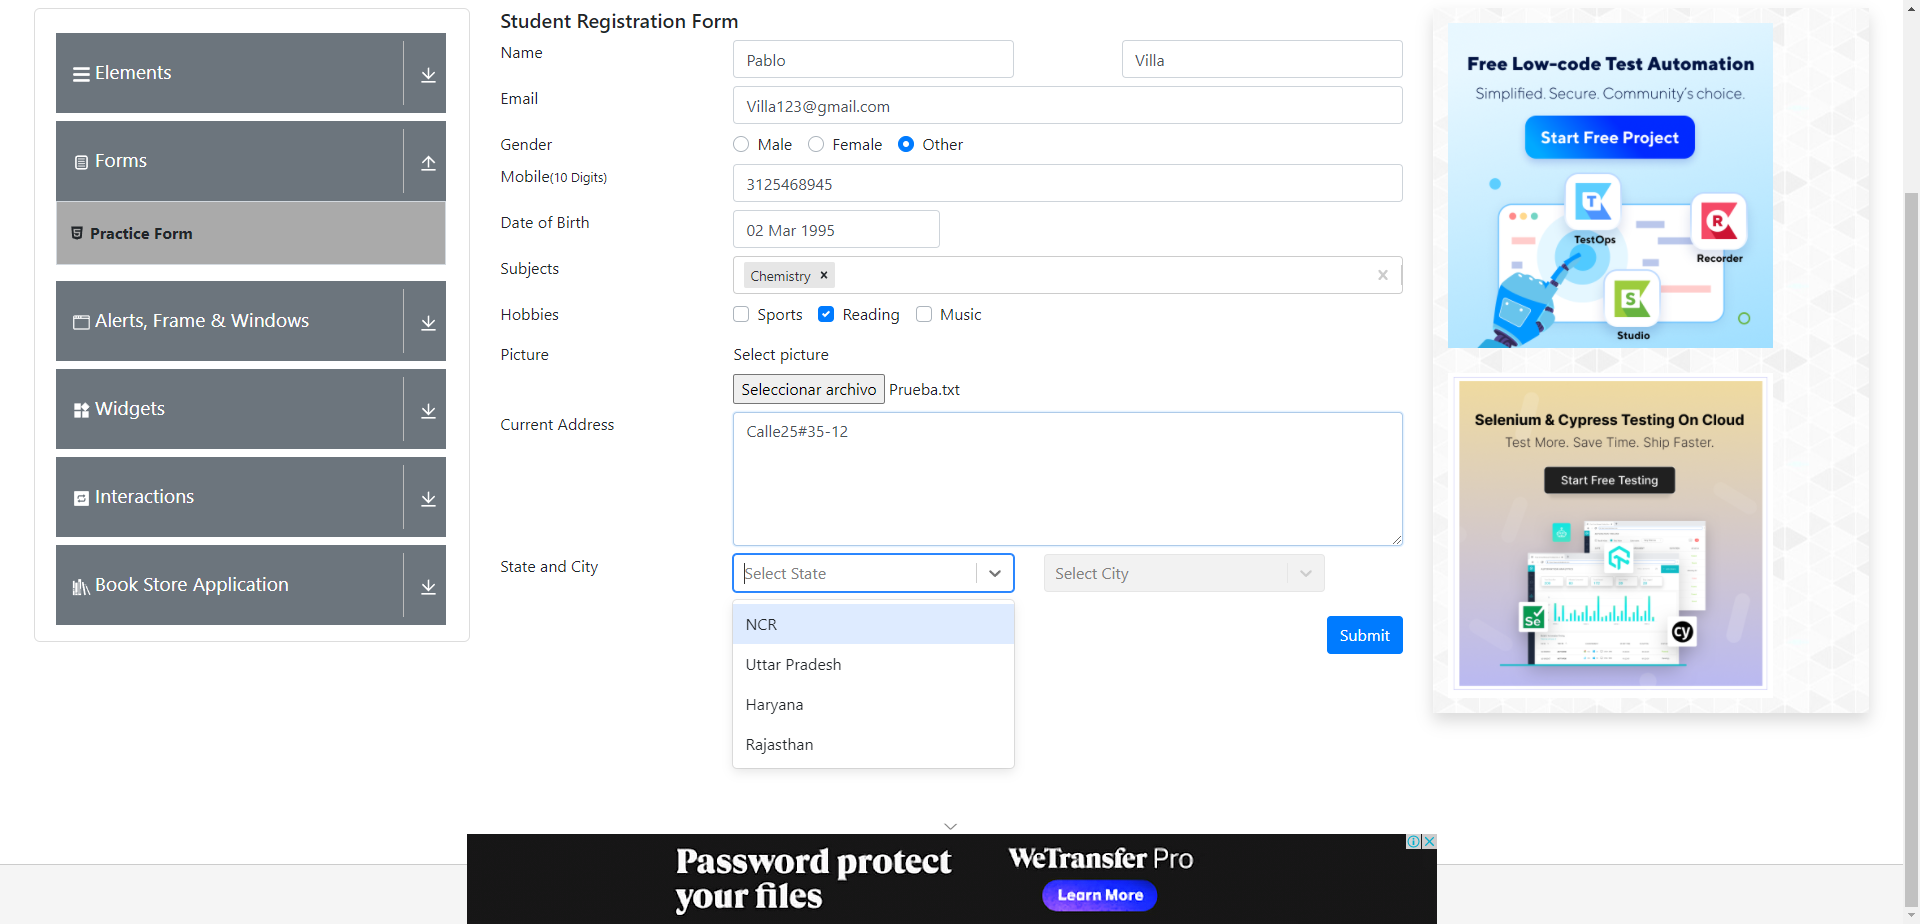 Elements
Forms
Practice Form
Alerts, Frame & Windows
Widgets
Interactions
Book Store Application
Student Registration Form
Name
Pablo
Villa
Email
Villa123@gmail.com
Gender
Male
Female
Other
Mobile(10 Digits)
3125468945
Date of Birth
02 Mar 1995
Subjects
Chemistry
Hobbies
Sports
Reading
Music
Picture
Select picture
Seleccionar archivo Prueba.txt
Current Address
Calle25#35-12
State and City
Select State
Select City
NCR
Uttar Pradesh
Haryana
Rajasthan
Submit
Free Low-code Test Automation
Simplified. Secure. Community's choice.
Start Free Project
T
TestOps
R
Recorder
S
Studio
Selenium & Cypress Testing On Cloud
Test More. Save Time. Ship Faster.
Start Free Testing
Se
cy
Password protect
your files
WeTransfer Pro
Learn More